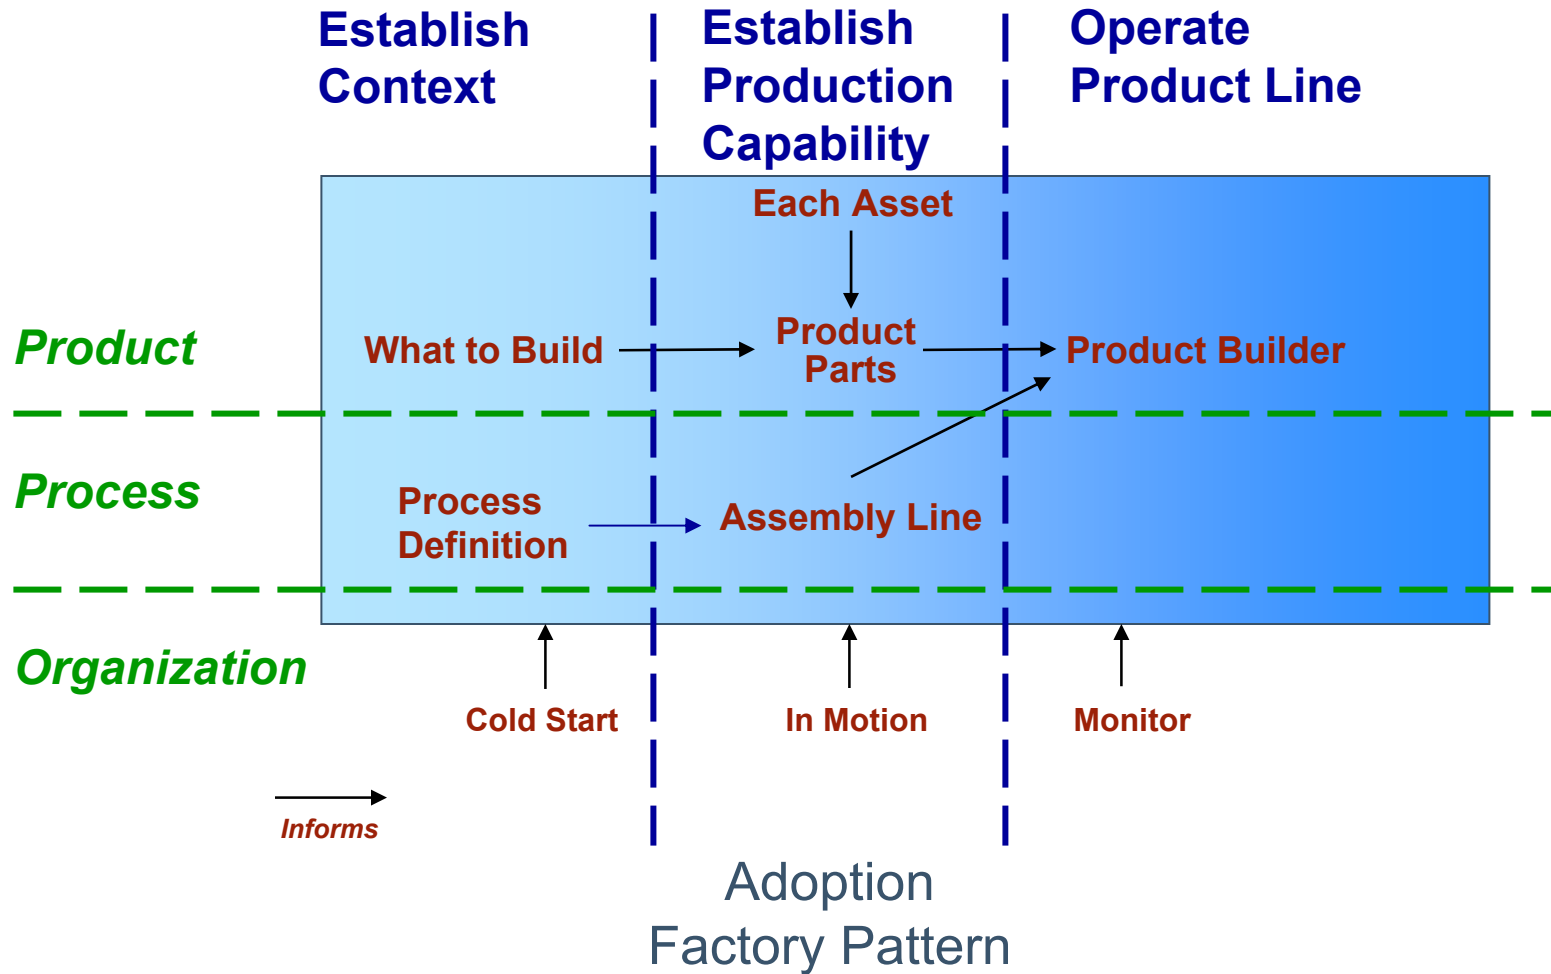 Establish
Context
Establish
Production
Capability
Operate
Product Line
Each Asset
Product
What to Build
Product
Parts
Product Builder
Process
Process
Definition
Assembly Line
Organization
Cold Start
In Motion
Monitor
Informs
Adoption
Factory Pattern